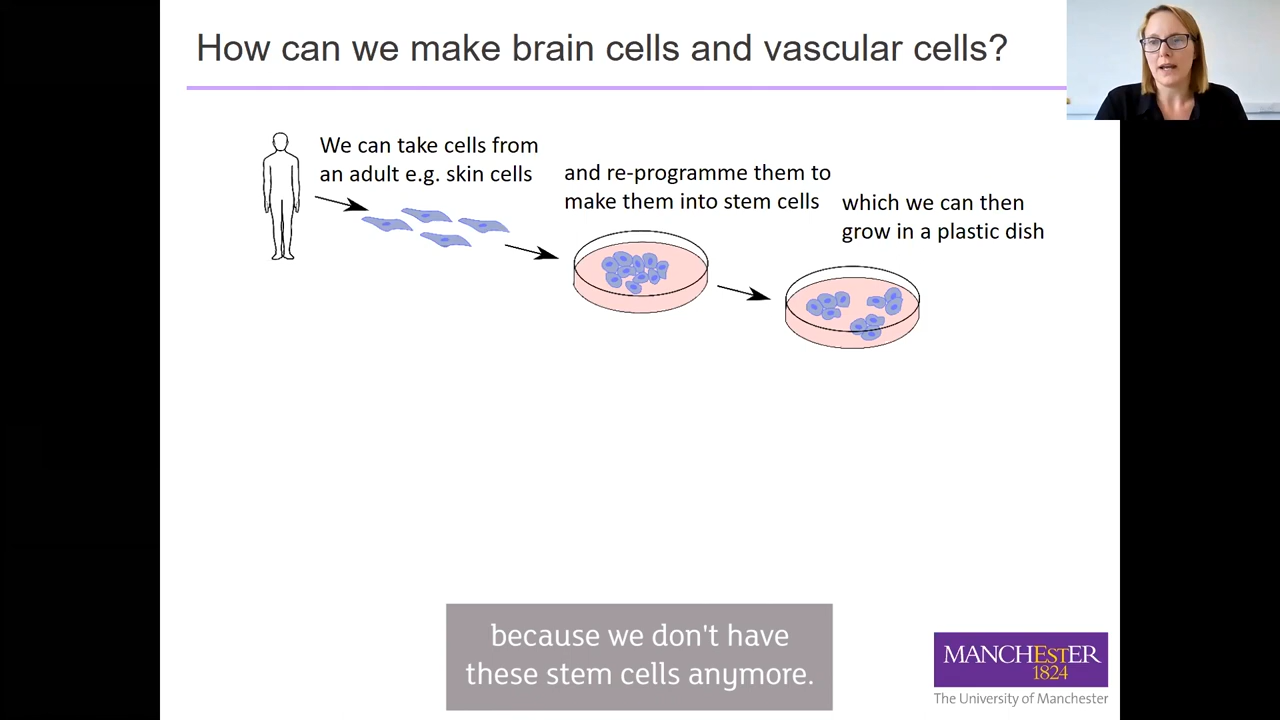 How can we make brain cells and vascular cells?
We can take cells from
an adult e.g. skin cells
and re-programme them to
make them into stem cells
which we can then
grow in a plastic dish
because we don't have
these stem cells anymore.
MANCHEstER
1824
The University of Manchester